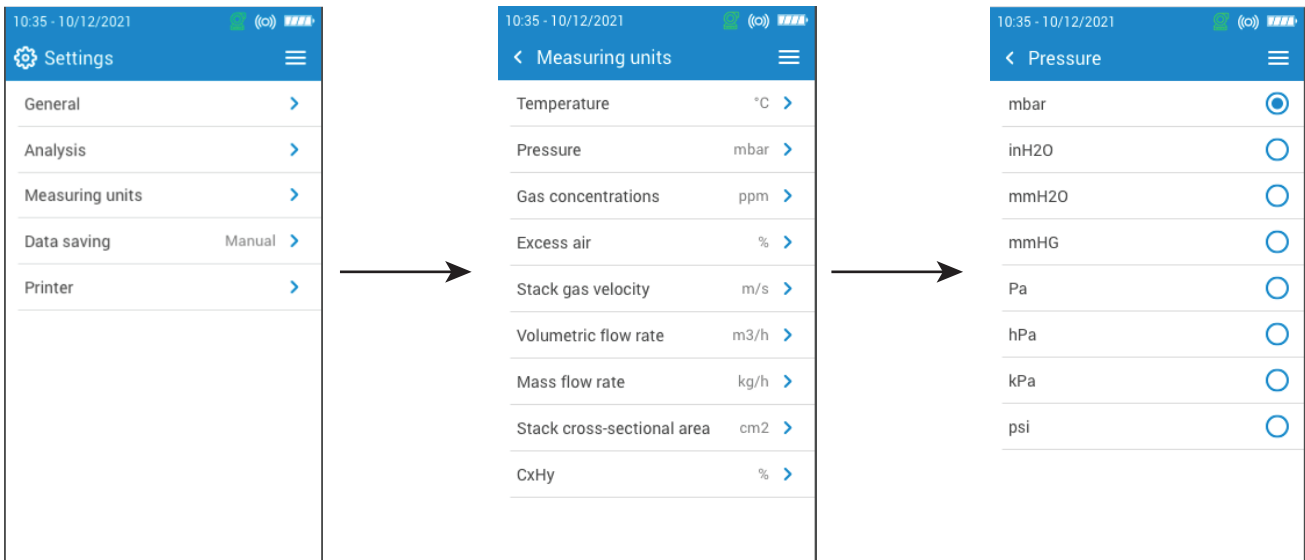 10:35 - 10/12/2021
Settings
General
Analysis
Measuring units
Data saving Manual
Printer
10:35 - 10/12/2021
Measuring units
Temperature °C
Pressure mbar
Gas concentrations ppm
Excess air %
Stack gas velocity m/s
Volumetric flow rate m3/h
Mass flow rate kg/h
Stack cross-sectional area cm2
CxHy %
10:35 - 10/12/2021
Pressure
mbar
inH2O
mmH2O
mmHG
Pa
hPa
kPa
psi